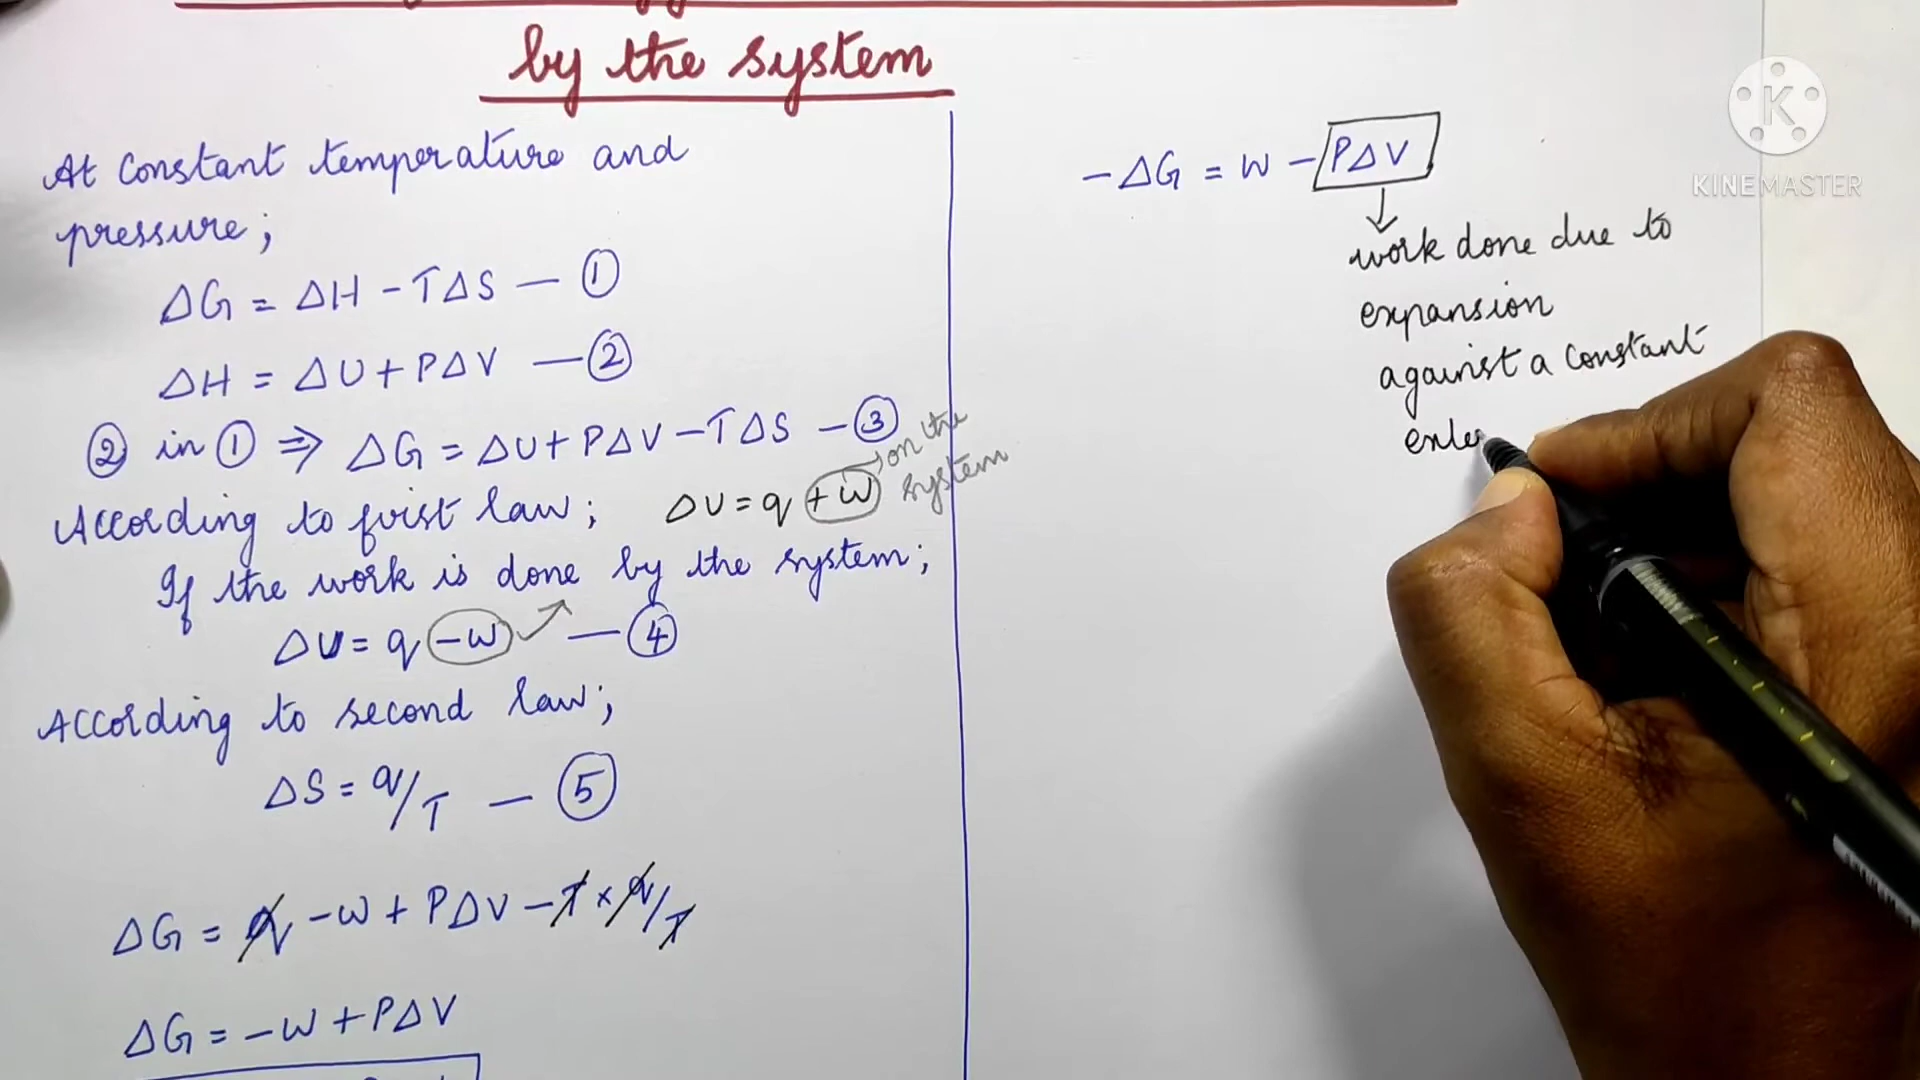 by the system
At constant temperature and
pressure;
ΔG = ΔH - TΔS — ①
ΔH = ΔU + PΔV — ②
② in ① ⇒ ΔG = ΔU + PΔV - TΔS — ③
According to first law; ΔU = q + w on the system
If the work is done by the system;
ΔU = q - w — ④
According to second law;
ΔS = q/T — ⑤
ΔG = q - w + PΔV - T × q/T
ΔG = -w + PΔV
-ΔG = w - PΔV
work done due to
expansion
against a constant
exte
K
KINEMASTER